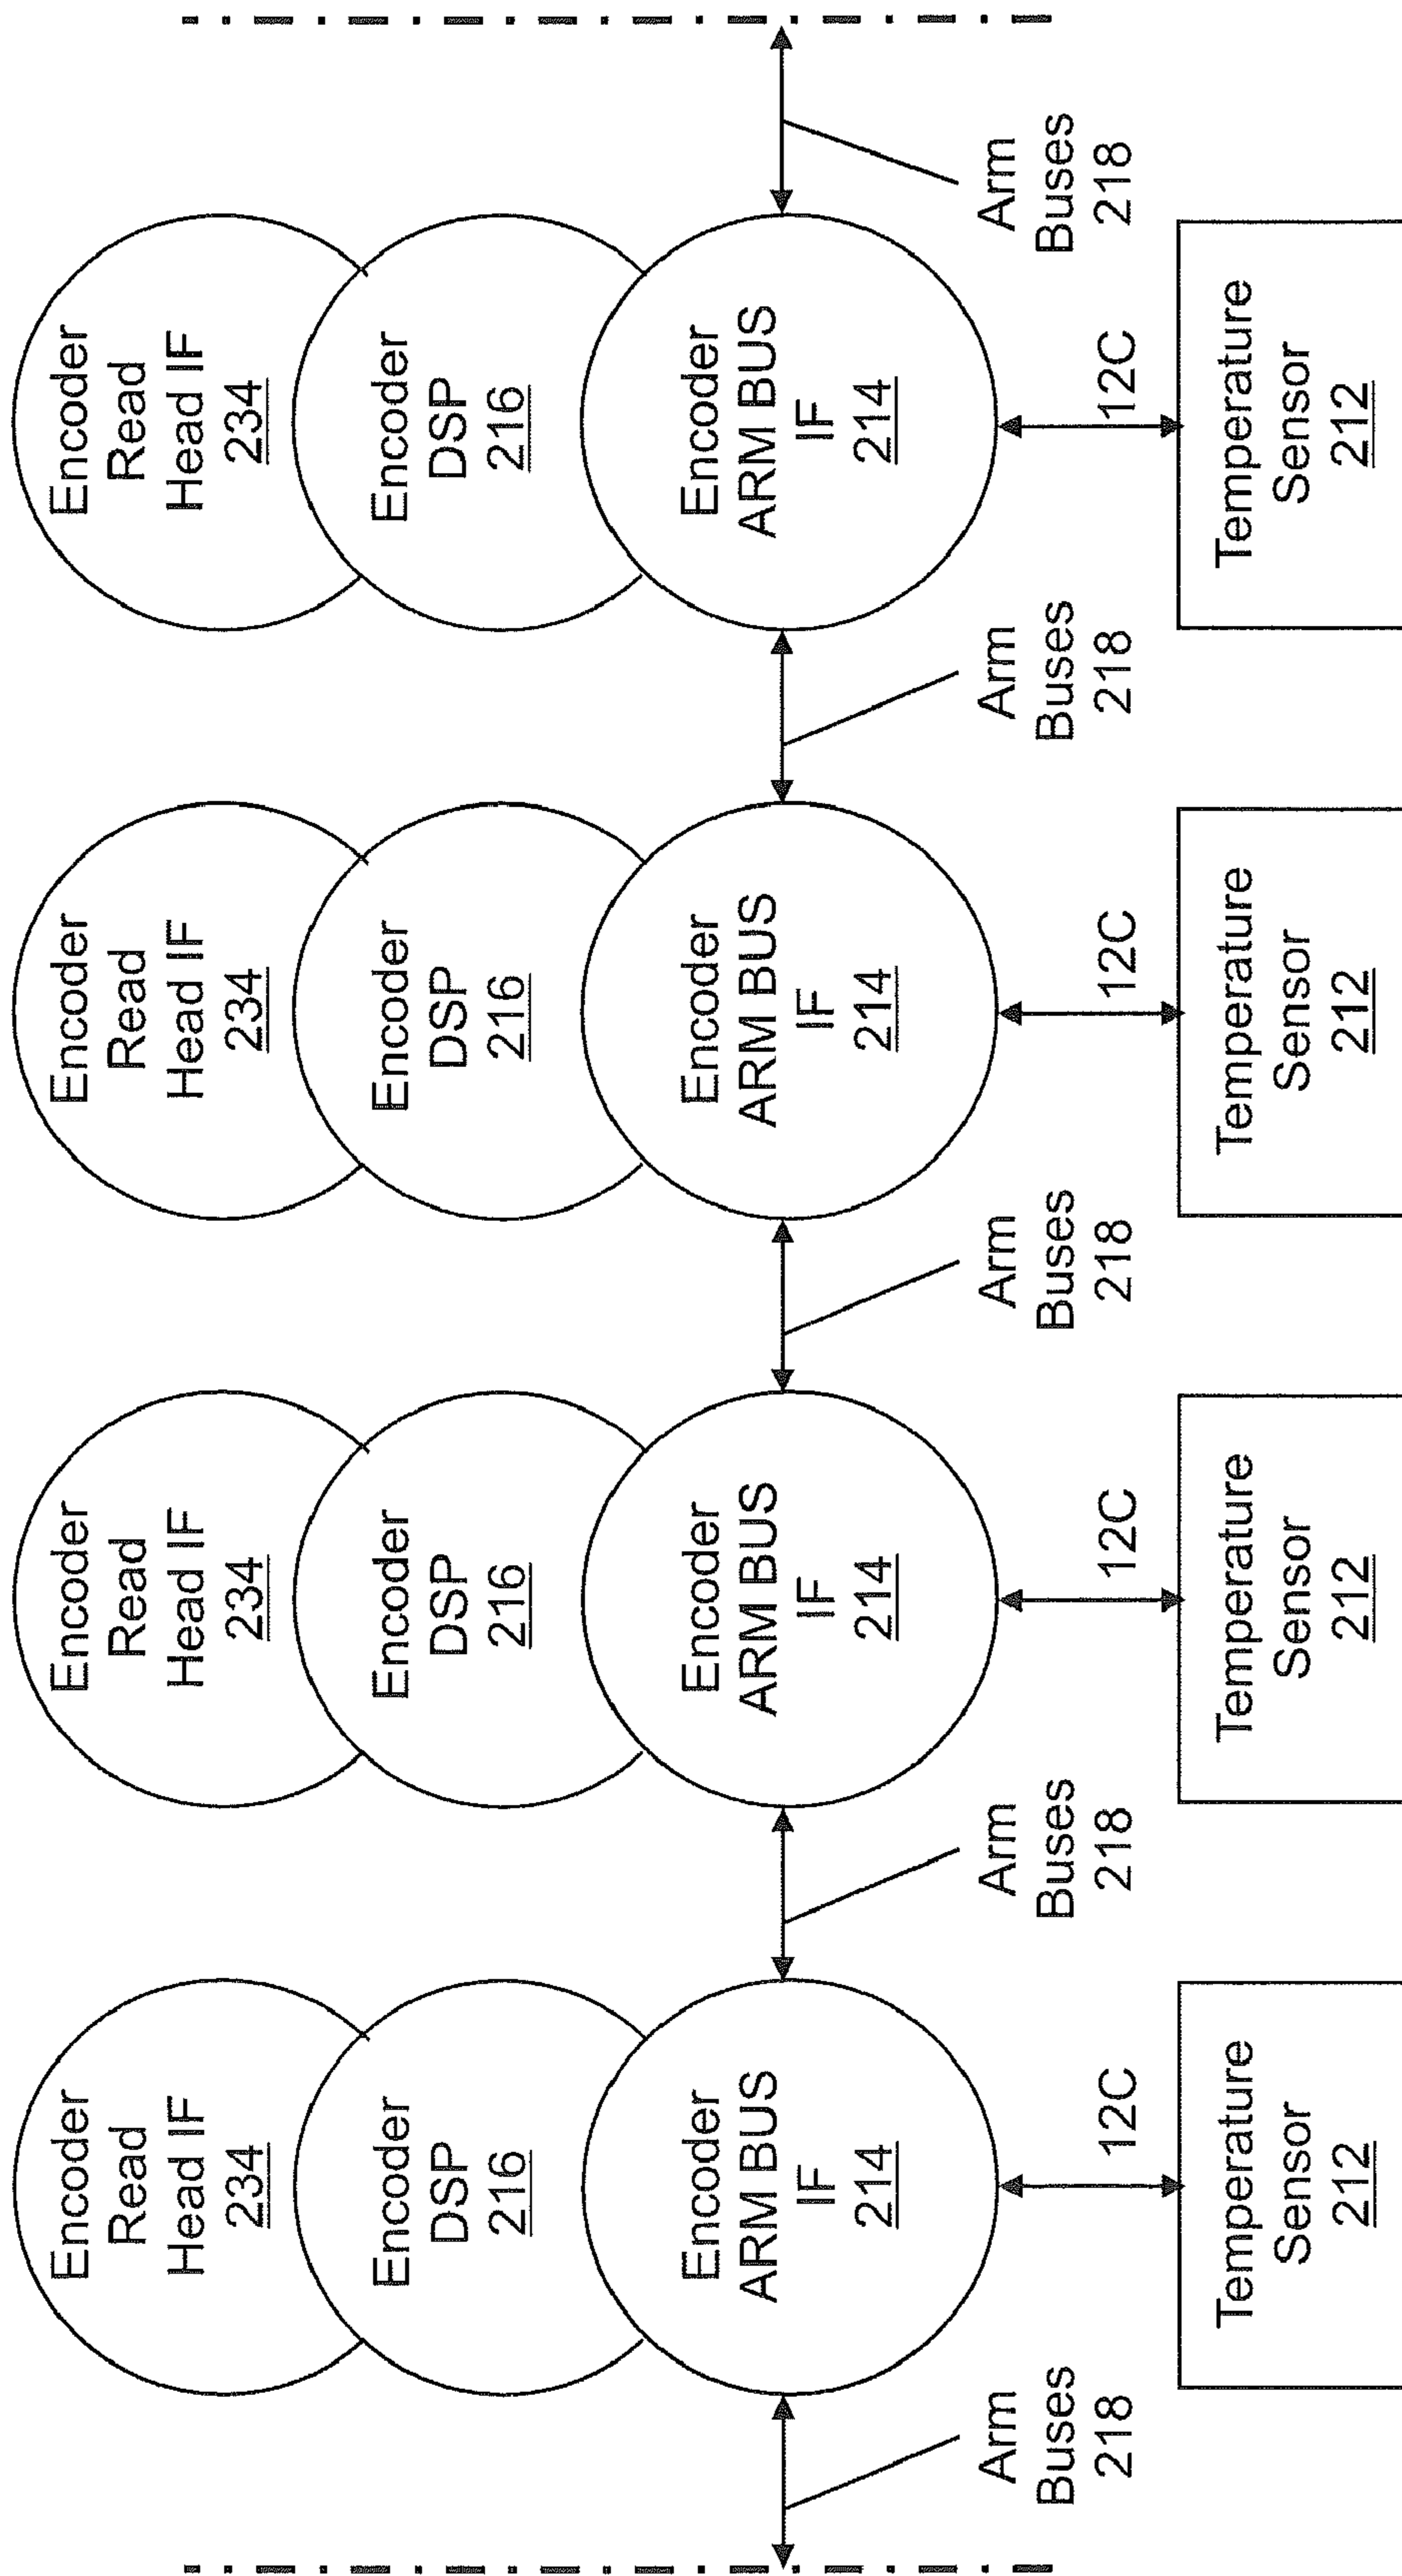 Encoder
Read
Head IF
234
Encoder
DSP
216
Encoder
ARM BUS
IF
214
Encoder
Read
Head IF
234
Encoder
DSP
216
Encoder
ARM BUS
IF
214
Encoder
Read
Head IF
234
Encoder
DSP
216
Encoder
ARM BUS
IF
214
Encoder
Read
Head IF
234
Encoder
DSP
216
Encoder
ARM BUS
IF
214
Arm
Buses
218
12C
Arm
Buses
218
12C
Arm
Buses
218
12C
Arm
Buses
218
12C
Arm
Buses
218
Temperature
Sensor
212
Temperature
Sensor
212
Temperature
Sensor
212
Temperature
Sensor
212